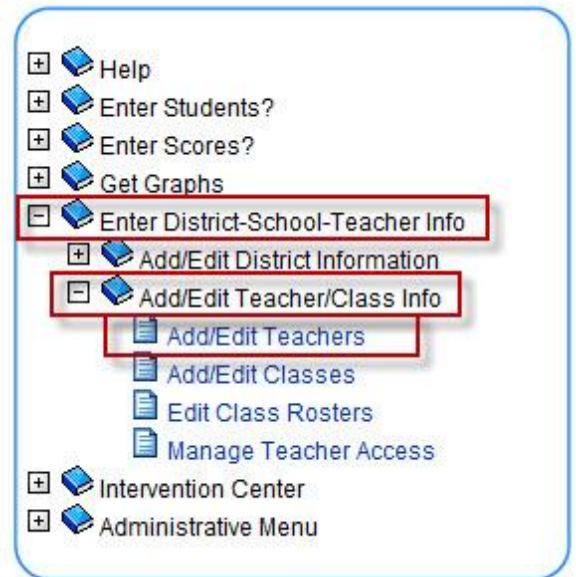 Help
Enter Students?
Enter Scores?
Get Graphs
Enter District-School-Teacher Info
Add/Edit District Information
Add/Edit Teacher/Class Info
Add/Edit Teachers
Add/Edit Classes
Edit Class Rosters
Manage Teacher Access
Intervention Center
Administrative Menu